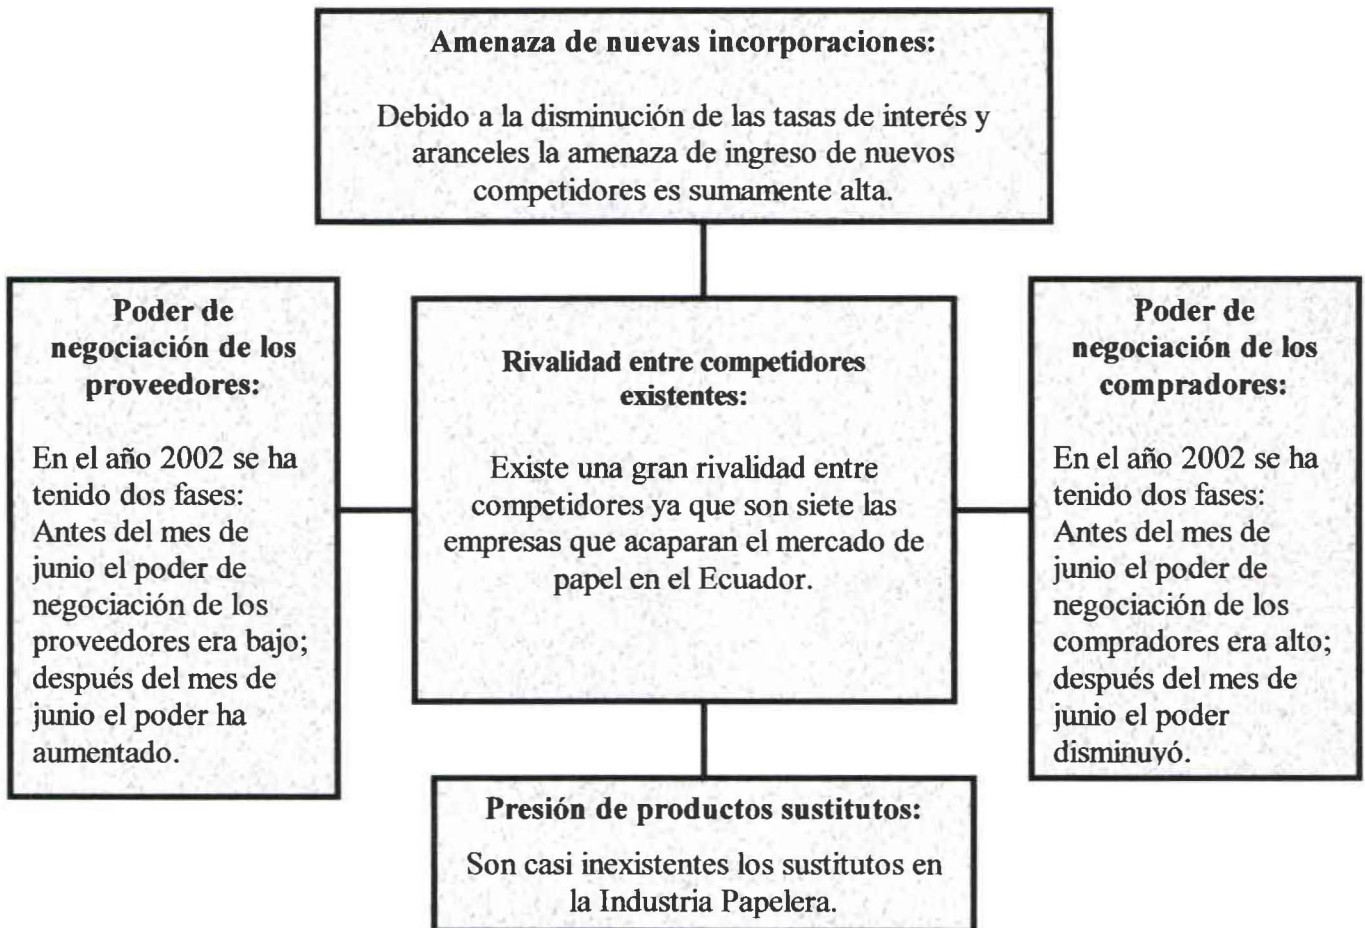 Amenaza de nuevas incorporaciones:
Debido a la disminución de las tasas de interés y
aranceles la amenaza de ingreso de nuevos
competidores es sumamente alta.
Poder de
negociación de los
proveedores:
En el año 2002 se ha
tenido dos fases:
Antes del mes de
junio el poder de
negociación de los
proveedores era bajo;
después del mes de
junio el poder ha
aumentado.
Rivalidad entre competidores
existentes:
Existe una gran rivalidad entre
competidores ya que son siete las
empresas que acaparan el mercado de
papel en el Ecuador.
Poder de
negociación de los
compradores:
En el año 2002 se ha
tenido dos fases:
Antes del mes de
junio el poder de
negociación de los
compradores era alto;
después del mes de
junio el poder
disminuyó.
Presión de productos sustitutos:
Son casi inexistentes los sustitutos en
la Industria Papelera.